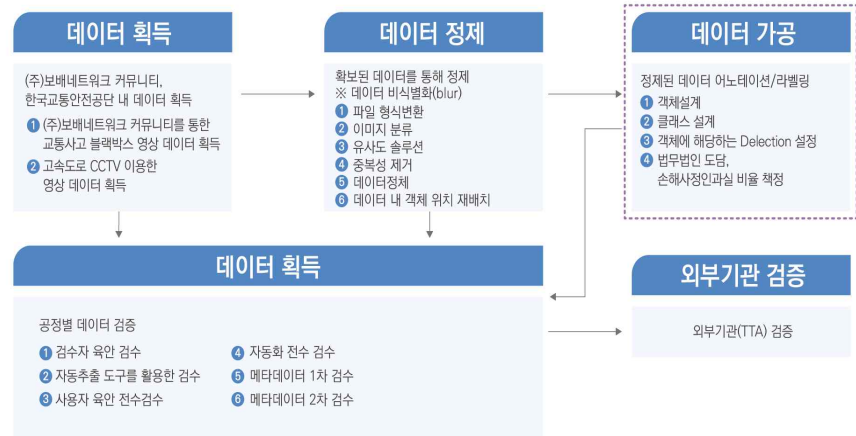 데이터 획득
(주)보배네트워크 커뮤니티,
한국교통안전공단 내 데이터 획득
1 (주)보배네트워크 커뮤니티를 통한
교통사고 블랙박스 영상 데이터 획득
2 고속도로 CCTV 이용한
영상 데이터 획득
데이터 정제
확보된 데이터를 통해 정제
※ 데이터 비식별화(blur)
1 파일 형식변환
2 이미지 분류
3 유사도 솔루션
4 중복성 제거
5 데이터정체
6 데이터 내 객체 위치 재배치
데이터 가공
정제된 데이터 어노테이션/라벨링
1 객체설계
2 클래스 설계
3 객체에 해당하는 Delection 설정
4 법무법인 도담,
손해사정인과실 비율 책정
데이터 획득
공정별 데이터 검증
1 검수자 육안 검수
2 자동추출 도구를 활용한 검수
3 사용자 육안 전수검수
4 자동화 전수 검수
5 메타데이터 1차 검수
6 메타데이터 2차 검수
외부기관 검증
외부기관(TTA) 검증